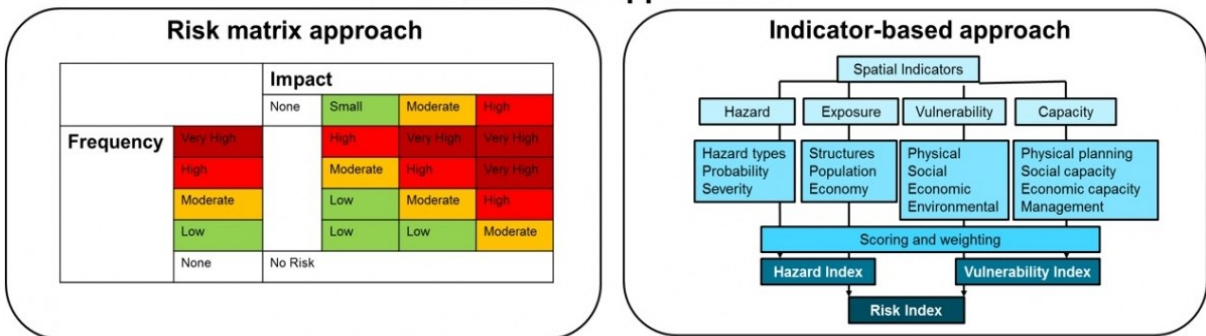 Risk matrix approach
Impact
None Small Moderate High
Frequency Very High High Very High Very High
High Moderate High Very High
Moderate Low Moderate High
Low Low Low Moderate
None No Risk
Indicator-based approach
Spatial Indicators
Hazard Exposure Vulnerability Capacity
Hazard types
Probability
Severity
Structures
Population
Economy
Physical
Social
Economic
Environmental
Physical planning
Social capacity
Economic capacity
Management
Scoring and weighting
Hazard Index Vulnerability Index
Risk Index